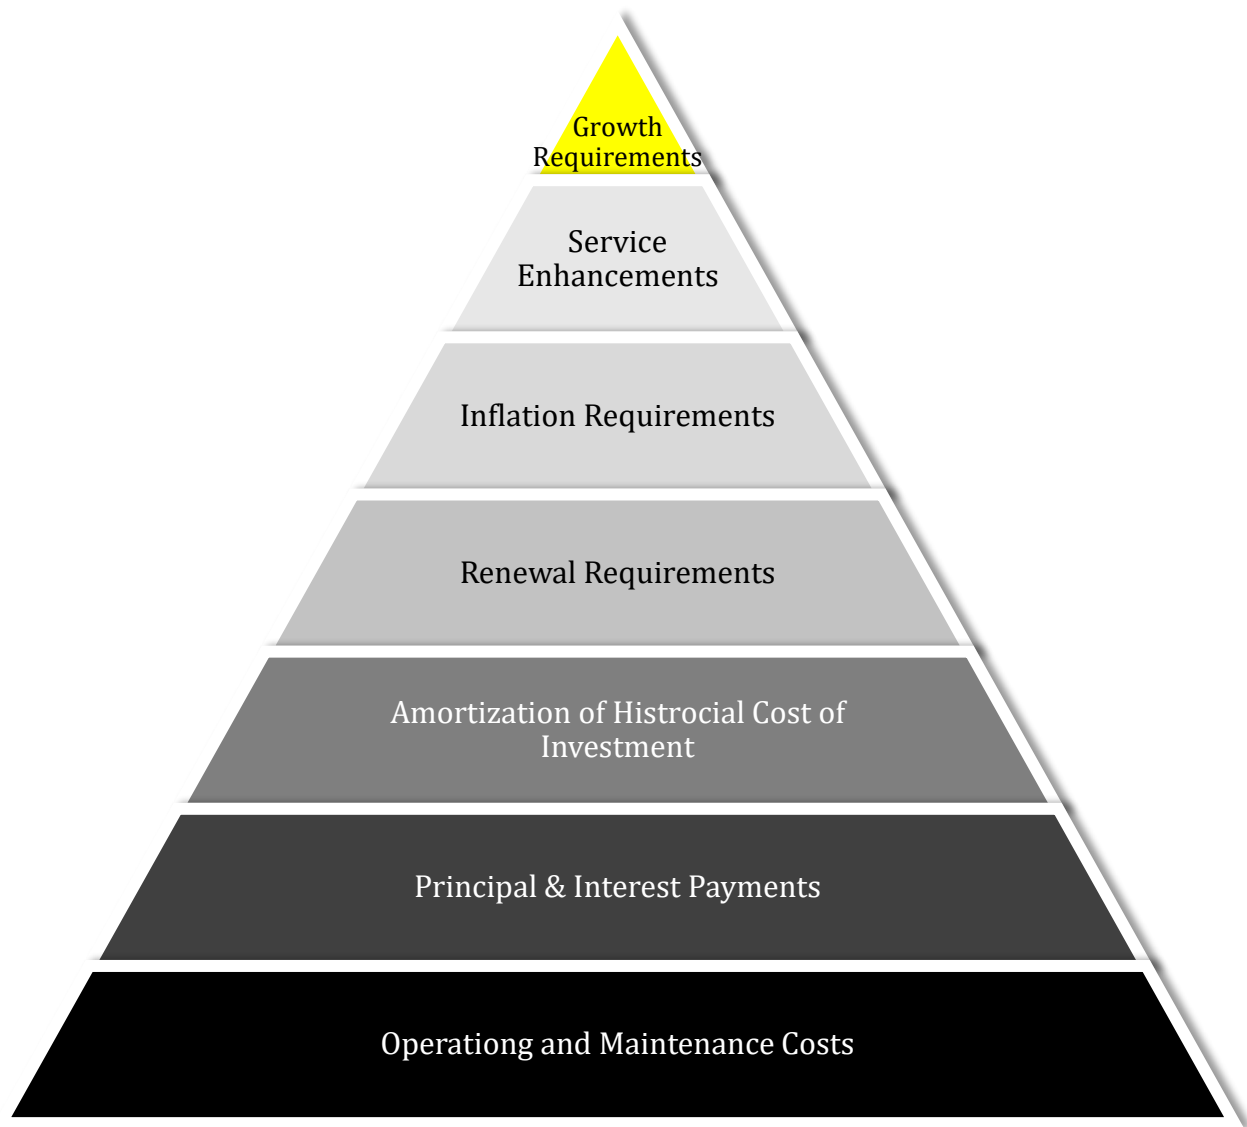 Growth
Requirements
Service
Enhancements
Inflation Requirements
Renewal Requirements
Amortization of Histrocial Cost of
Investment
Principal & Interest Payments
Operationg and Maintenance Costs